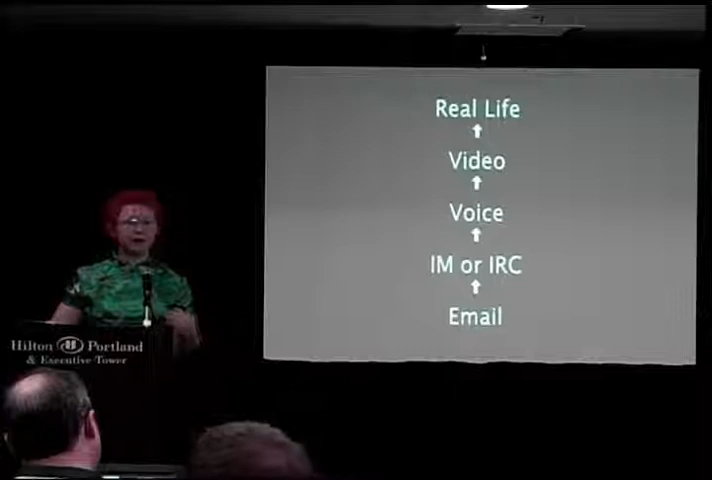 Real Life
↑
Video
↑
Voice
↑
IM or IRC
↑
Email
Hilton Portland
& Executive Tower